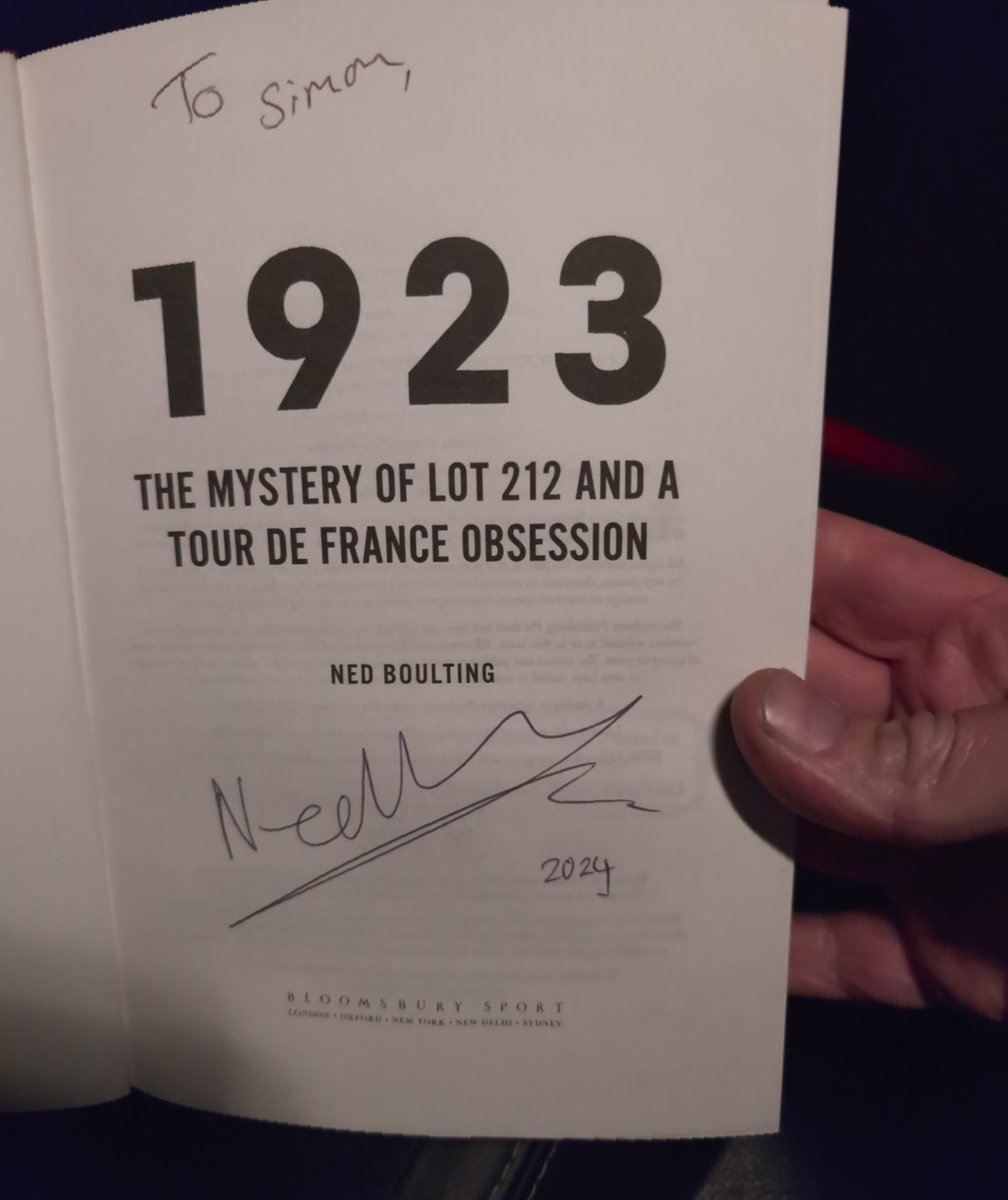 To Simon,
1923
THE MYSTERY OF LOT 212 AND A
TOUR DE FRANCE OBSESSION
NED BOULTING
2024
BLOOMSBURY SPORT
LONDON • OXFORD • NEW YORK • NEW DELHI • SYDNEY